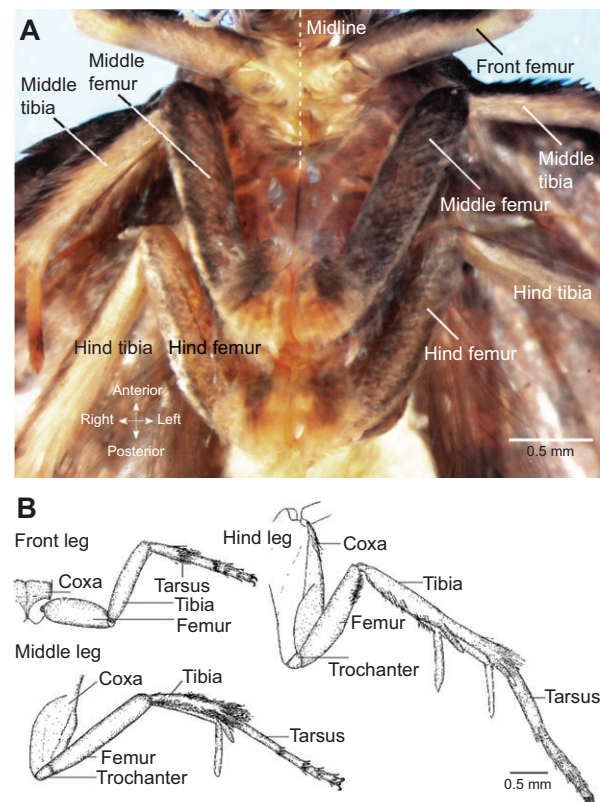 A
Midline
Middle
femur
Front femur
Middle
tibia
Middle
tibia
Middle femur
Hind tibia
Hind tibia
Hind femur
Hind femur
Anterior
Right
Left
Posterior
0.5 mm
B
Front leg
Hind leg
Coxa
Coxa
Tarsus
Tibia
Femur
Tibia
Femur
Trochanter
Middle leg
Coxa
Tibia
Tarsus
Tarsus
Femur
Trochanter
0.5 mm